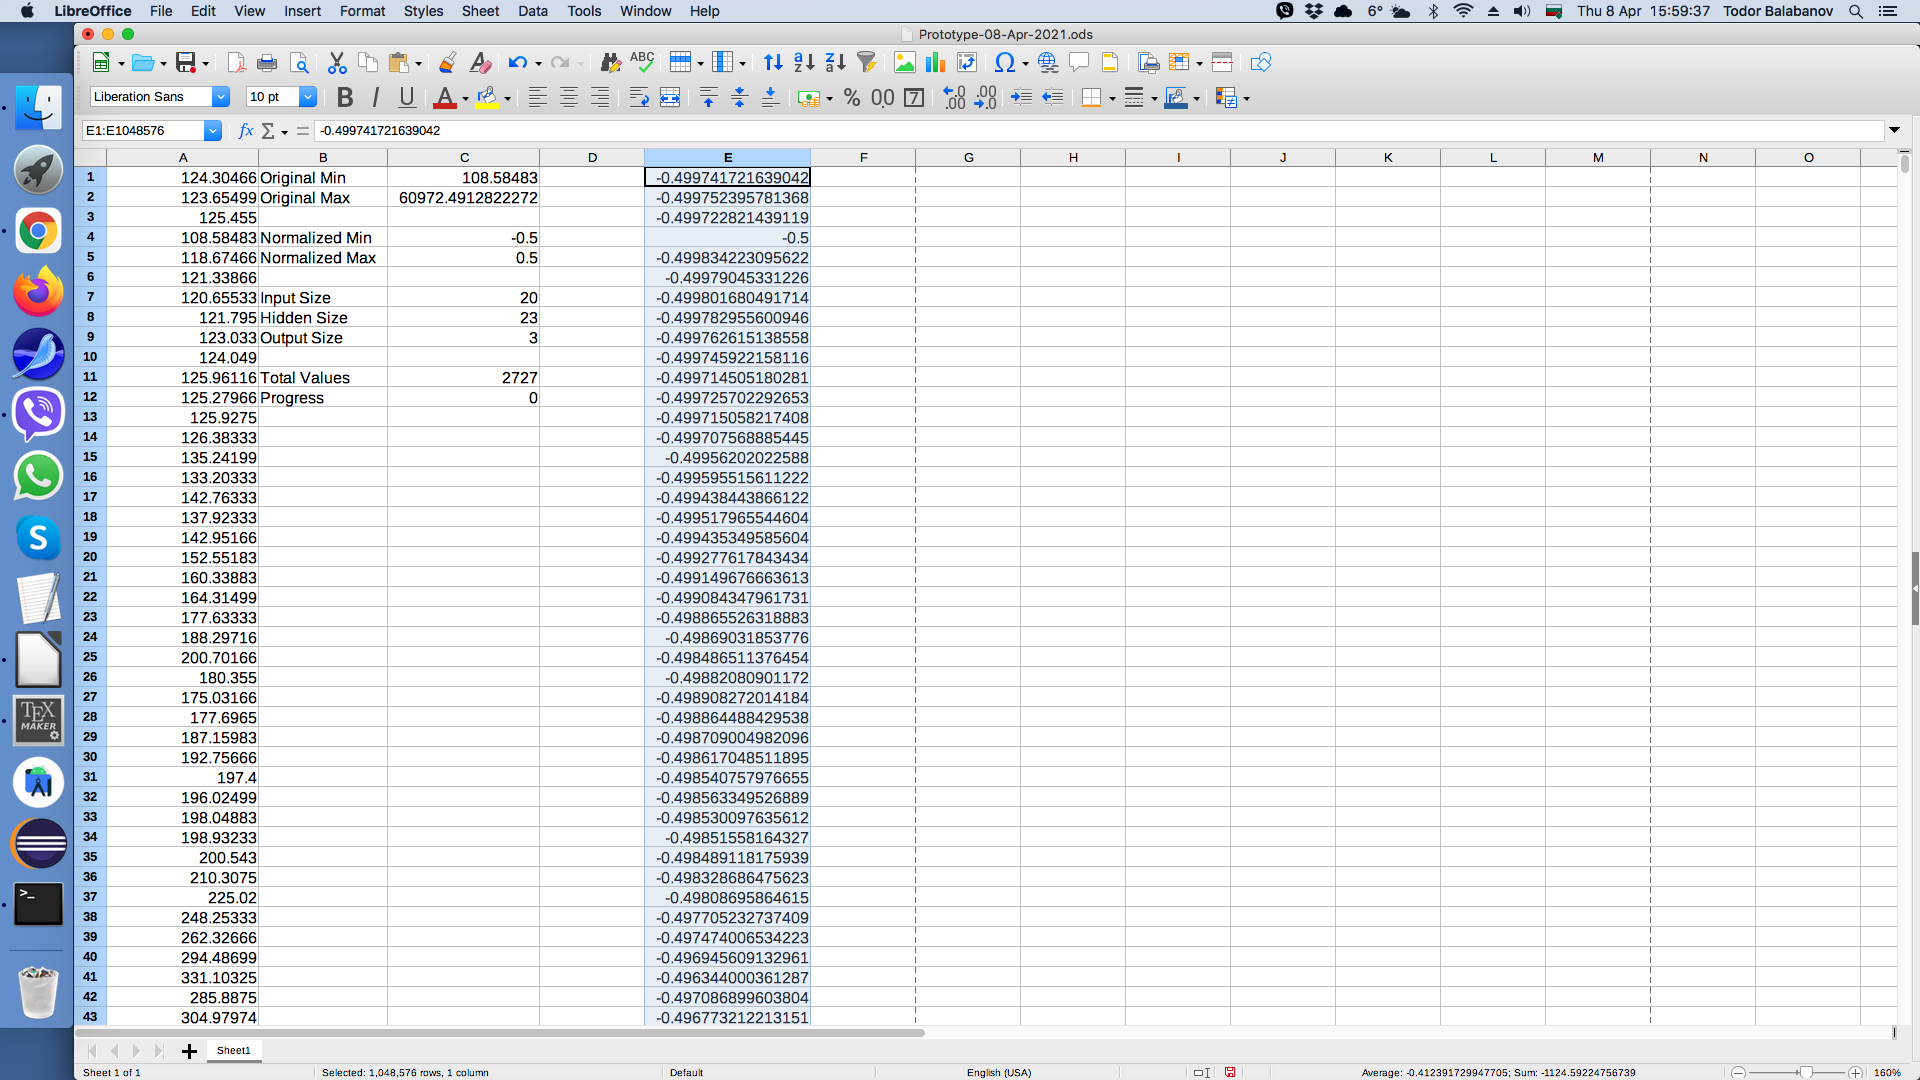 LibreOffice File Edit View Insert Format Styles Sheet Data Tools Window Help 6° Thu 8 Apr 15:59:37 Todor Balabanov
Prototype-08-Apr-2021.ods
Liberation Sans 10 pt
E1:E1048576 -0.499741721639042
A B C D E F G H I J K L M N O
1 124.30466 Original Min 108.58483 -0.499741721639042
2 123.65499 Original Max 60972.4912822272 -0.499752395781368
3 125.455 -0.499722821439119
4 108.58483 Normalized Min -0.5 -0.5
5 118.67466 Normalized Max 0.5 -0.499834223095622
6 121.33866 -0.49979045331226
7 120.65533 Input Size 20 -0.499801680491714
8 121.795 Hidden Size 23 -0.499782955600946
9 123.033 Output Size 3 -0.499762615138558
10 124.049 -0.499745922158116
11 125.96116 Total Values 2727 -0.499714505180281
12 125.27966 Progress 0 -0.499725702292653
13 125.9275 -0.499715058217408
14 126.38333 -0.499707568885445
15 135.24199 -0.49956202022588
16 133.20333 -0.499595515611222
17 142.76333 -0.499438443866122
18 137.92333 -0.499517965544604
19 142.95166 -0.499435349585604
20 152.55183 -0.499277617843434
21 160.33883 -0.499149676663613
22 164.31499 -0.499084347961731
23 177.63333 -0.498865526318883
24 188.29716 -0.49869031853776
25 200.70166 -0.498486511376454
26 180.355 -0.49882080901172
27 175.03166 -0.498908272014184
28 177.6965 -0.498864488429538
29 187.15983 -0.498709004982096
30 192.75666 -0.498617048511895
31 197.4 -0.498540757976655
32 196.02499 -0.498563349526889
33 198.04883 -0.498530097635612
34 198.93233 -0.49851558164327
35 200.543 -0.498489118175939
36 210.3075 -0.498328686475623
37 225.02 -0.49808695864615
38 248.25333 -0.497705232737409
39 262.32666 -0.497474006534223
40 294.48699 -0.496945609132961
41 331.10325 -0.496344000361287
42 285.8875 -0.497086899603804
43 304.97974 -0.496773212213151
Sheet1
Sheet 1 of 1 Selected: 1,048,576 rows, 1 column Default English (USA) Average: -0.412391729947705; Sum: -1124.59224756739 160%